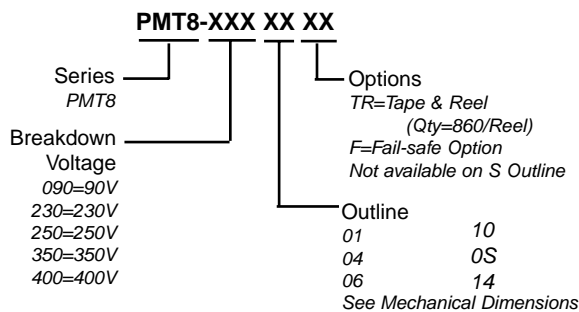 PMT8-XXX XX XX
Series
PMT8
Breakdown
Voltage
090=90V
230=230V
250=250V
350=350V
400=400V
Options
TR=Tape & Reel
(Qty=860/Reel)
F=Fail-safe Option
Not available on S Outline
Outline
01 10
04 0S
06 14
See Mechanical Dimensions